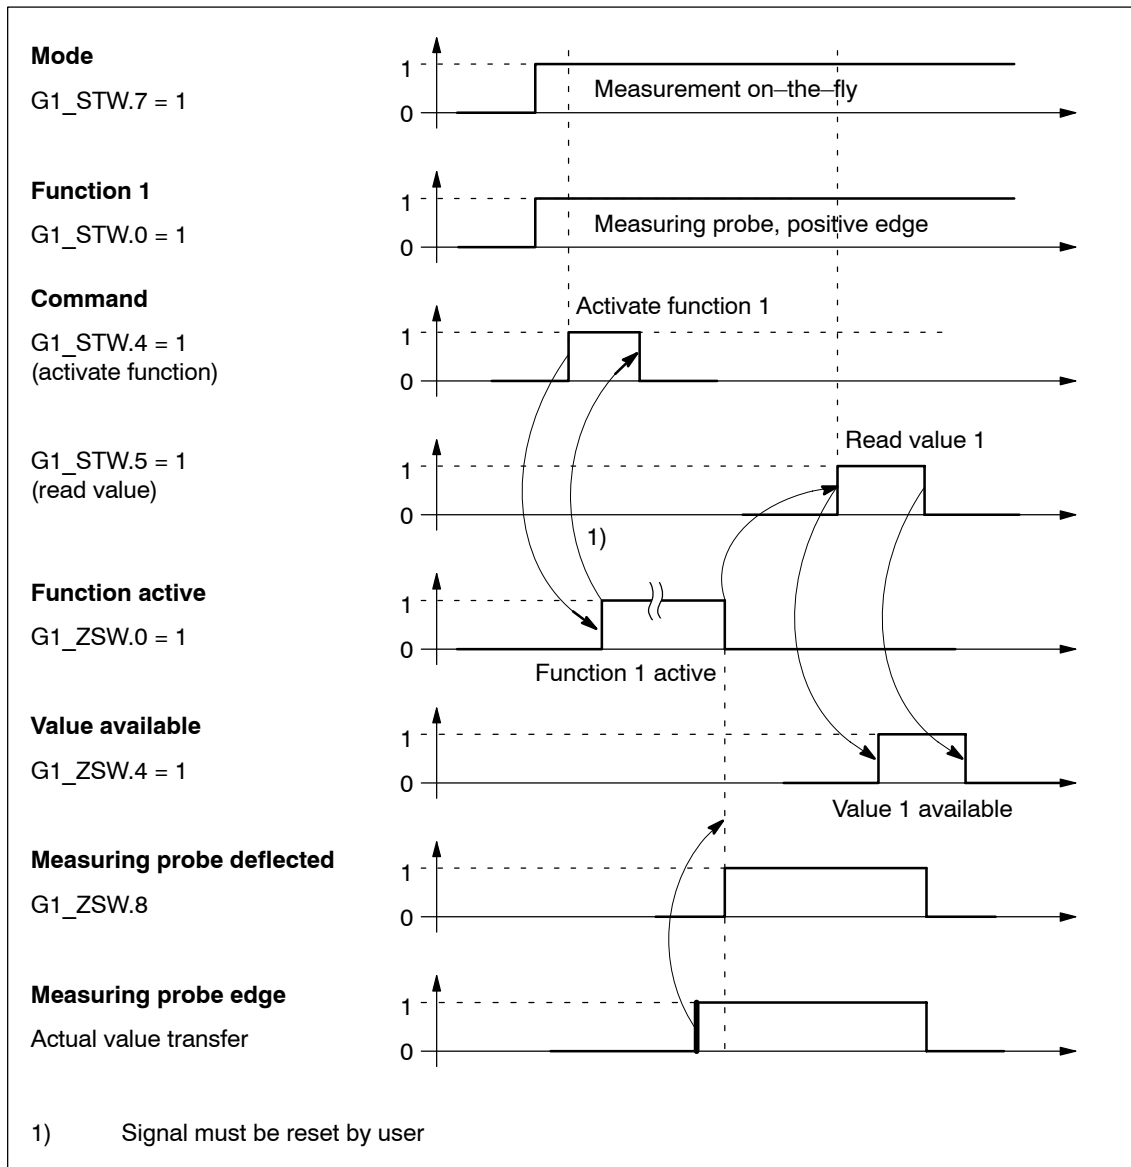 Mode
G1_STW.7 = 1
1
0
Measurement on–the–fly
Function 1
G1_STW.0 = 1
1
0
Measuring probe, positive edge
Command
G1_STW.4 = 1
(activate function)
Activate function 1
1
0
G1_STW.5 = 1
(read value)
Read value 1
1
0
1)
Function active
G1_ZSW.0 = 1
1
0
Function 1 active
Value available
G1_ZSW.4 = 1
1
0
Value 1 available
Measuring probe deflected
G1_ZSW.8
1
0
Measuring probe edge
Actual value transfer
1
0
1) Signal must be reset by user